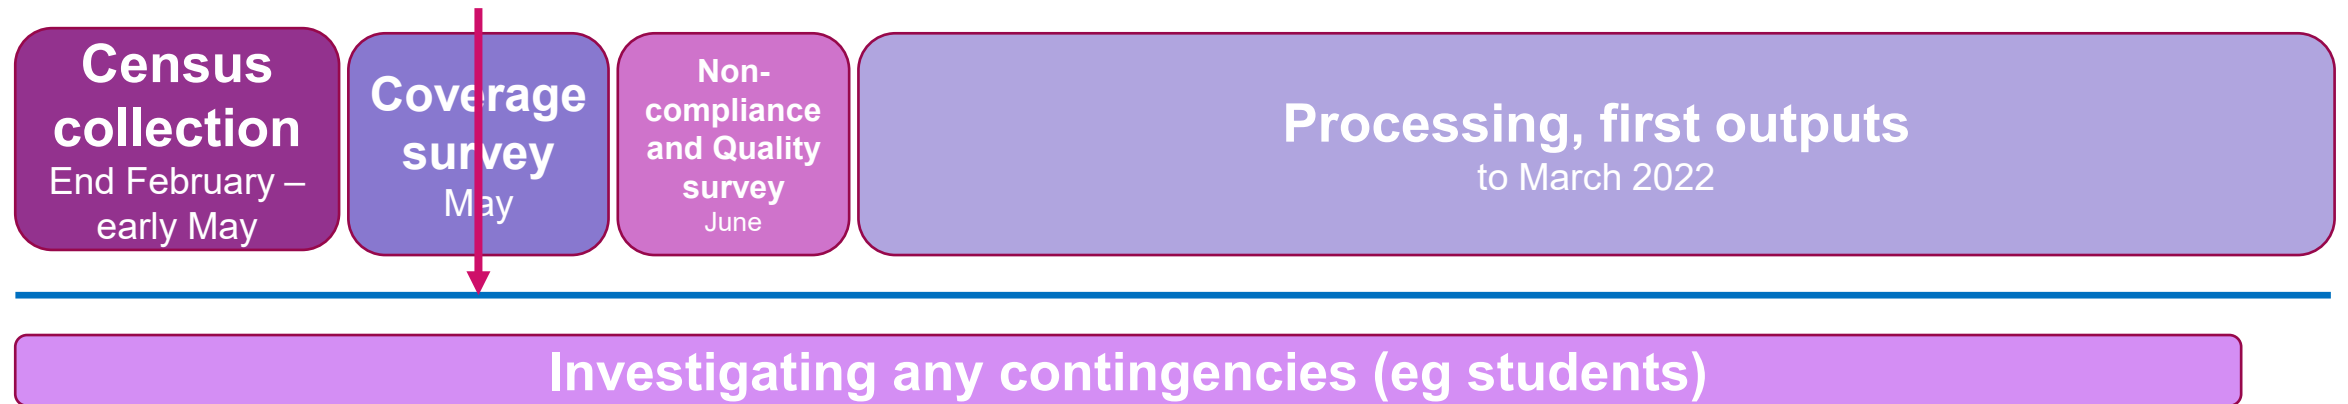 Census
collection
End February –
early May
Coverage
survey
May
Non-
compliance
and Quality
survey
June
Processing, first outputs
to March 2022
Investigating any contingencies (eg students)